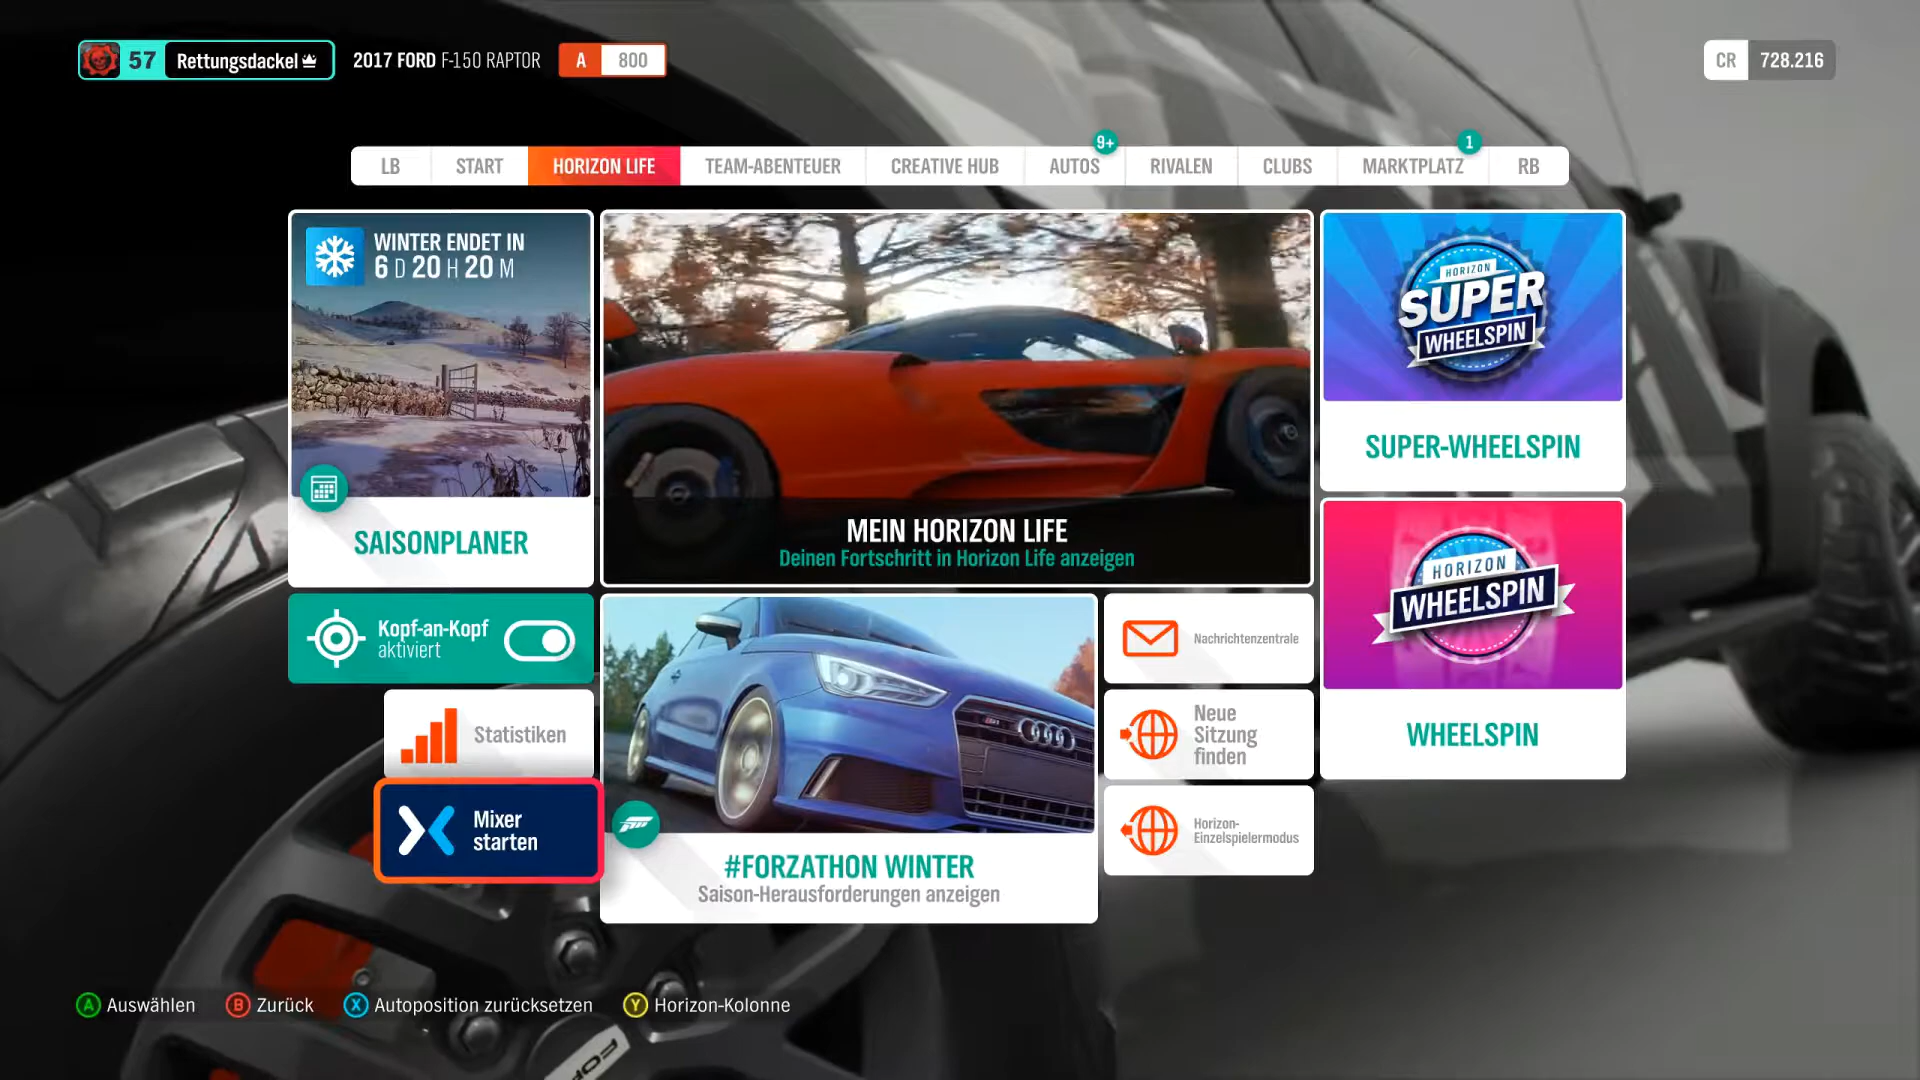 57 Rettungsdackel
2017 FORD F-150 RAPTOR
A 800
CR 728.216
LB START HORIZON LIFE TEAM-ABENTEUER CREATIVE HUB AUTOS 9+ RIVALEN CLUBS MARKTPLATZ 1 RB
WINTER ENDET IN
6 D 20 H 20 M
SAISONPLANER
MEIN HORIZON LIFE
Deinen Fortschritt in Horizon Life anzeigen
HORIZON
SUPER
WHEELSPIN
SUPER-WHEELSPIN
HORIZON
WHEELSPIN
WHEELSPIN
Kopf-an-Kopf
aktiviert
Statistiken
Mixer
starten
#FORZATHON WINTER
Saison-Herausforderungen anzeigen
Nachrichtenzentrale
Neue
Sitzung
finden
Horizon-
Einzelspielermodus
A Auswählen B Zurück X Autoposition zurücksetzen Y Horizon-Kolonne